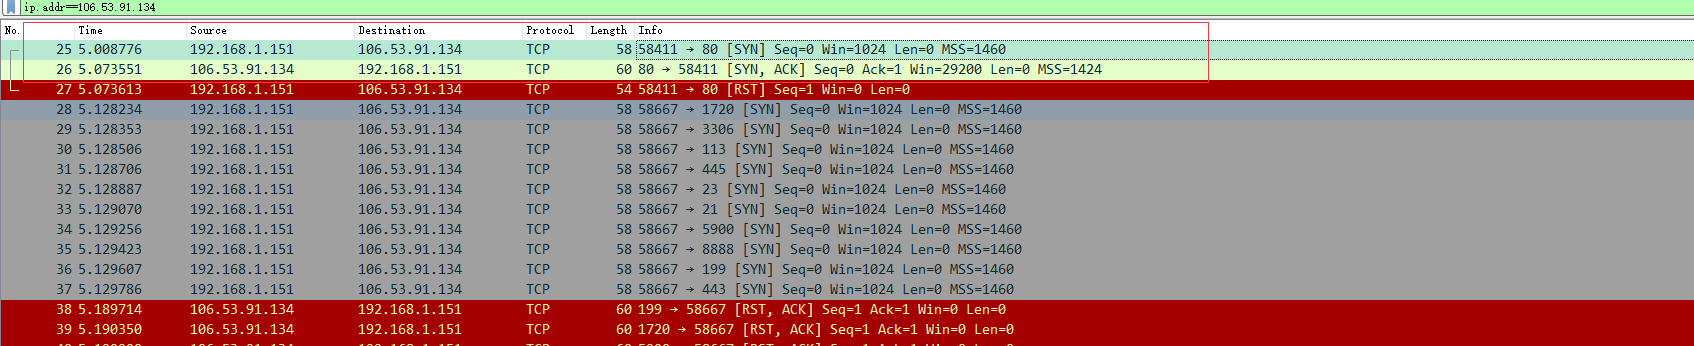 ip.addr==106.53.91.134
No. Time Source Destination Protocol Length Info
25 5.008776 192.168.1.151 106.53.91.134 TCP 58 58411 → 80 [SYN] Seq=0 Win=1024 Len=0 MSS=1460
26 5.073551 106.53.91.134 192.168.1.151 TCP 60 80 → 58411 [SYN, ACK] Seq=0 Ack=1 Win=29200 Len=0 MSS=1424
27 5.073613 192.168.1.151 106.53.91.134 TCP 54 58411 → 80 [RST] Seq=1 Win=0 Len=0
28 5.128234 192.168.1.151 106.53.91.134 TCP 58 58667 → 1720 [SYN] Seq=0 Win=1024 Len=0 MSS=1460
29 5.128353 192.168.1.151 106.53.91.134 TCP 58 58667 → 3306 [SYN] Seq=0 Win=1024 Len=0 MSS=1460
30 5.128506 192.168.1.151 106.53.91.134 TCP 58 58667 → 113 [SYN] Seq=0 Win=1024 Len=0 MSS=1460
31 5.128706 192.168.1.151 106.53.91.134 TCP 58 58667 → 445 [SYN] Seq=0 Win=1024 Len=0 MSS=1460
32 5.128887 192.168.1.151 106.53.91.134 TCP 58 58667 → 23 [SYN] Seq=0 Win=1024 Len=0 MSS=1460
33 5.129070 192.168.1.151 106.53.91.134 TCP 58 58667 → 21 [SYN] Seq=0 Win=1024 Len=0 MSS=1460
34 5.129256 192.168.1.151 106.53.91.134 TCP 58 58667 → 5900 [SYN] Seq=0 Win=1024 Len=0 MSS=1460
35 5.129423 192.168.1.151 106.53.91.134 TCP 58 58667 → 8888 [SYN] Seq=0 Win=1024 Len=0 MSS=1460
36 5.129607 192.168.1.151 106.53.91.134 TCP 58 58667 → 199 [SYN] Seq=0 Win=1024 Len=0 MSS=1460
37 5.129786 192.168.1.151 106.53.91.134 TCP 58 58667 → 443 [SYN] Seq=0 Win=1024 Len=0 MSS=1460
38 5.189714 106.53.91.134 192.168.1.151 TCP 60 199 → 58667 [RST, ACK] Seq=1 Ack=1 Win=0 Len=0
39 5.190350 106.53.91.134 192.168.1.151 TCP 60 1720 → 58667 [RST, ACK] Seq=1 Ack=1 Win=0 Len=0